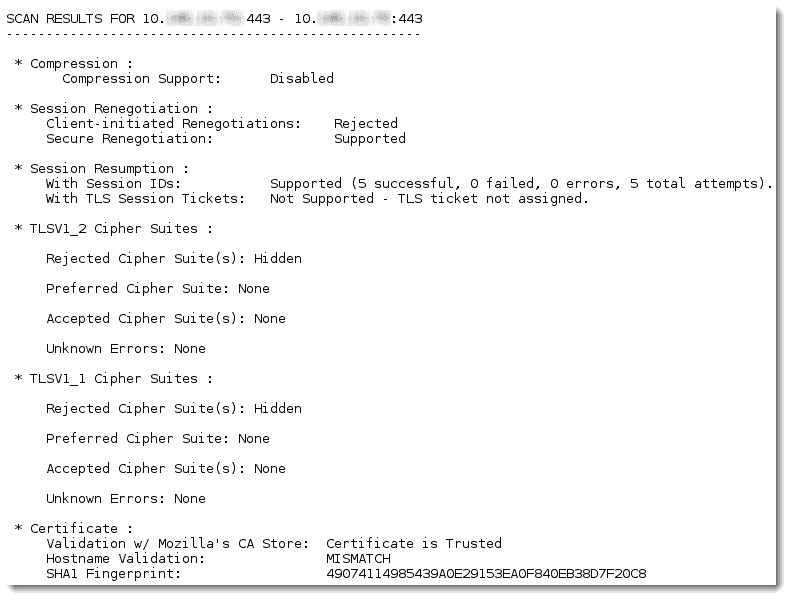 SCAN RESULTS FOR 10. 443 - 10. :443
---------------------------------------------------
* Compression :
Compression Support: Disabled
* Session Renegotiation :
Client-initiated Renegotiations: Rejected
Secure Renegotiation: Supported
* Session Resumption :
With Session IDs: Supported (5 successful, 0 failed, 0 errors, 5 total attempts).
With TLS Session Tickets: Not Supported - TLS ticket not assigned.
* TLSV1_2 Cipher Suites :
Rejected Cipher Suite(s): Hidden
Preferred Cipher Suite: None
Accepted Cipher Suite(s): None
Unknown Errors: None
* TLSV1_1 Cipher Suites :
Rejected Cipher Suite(s): Hidden
Preferred Cipher Suite: None
Accepted Cipher Suite(s): None
Unknown Errors: None
* Certificate :
Validation w/ Mozilla's CA Store: Certificate is Trusted
Hostname Validation: MISMATCH
SHA1 Fingerprint: 49074114985439A0E29153EA0F840EB38D7F20C8